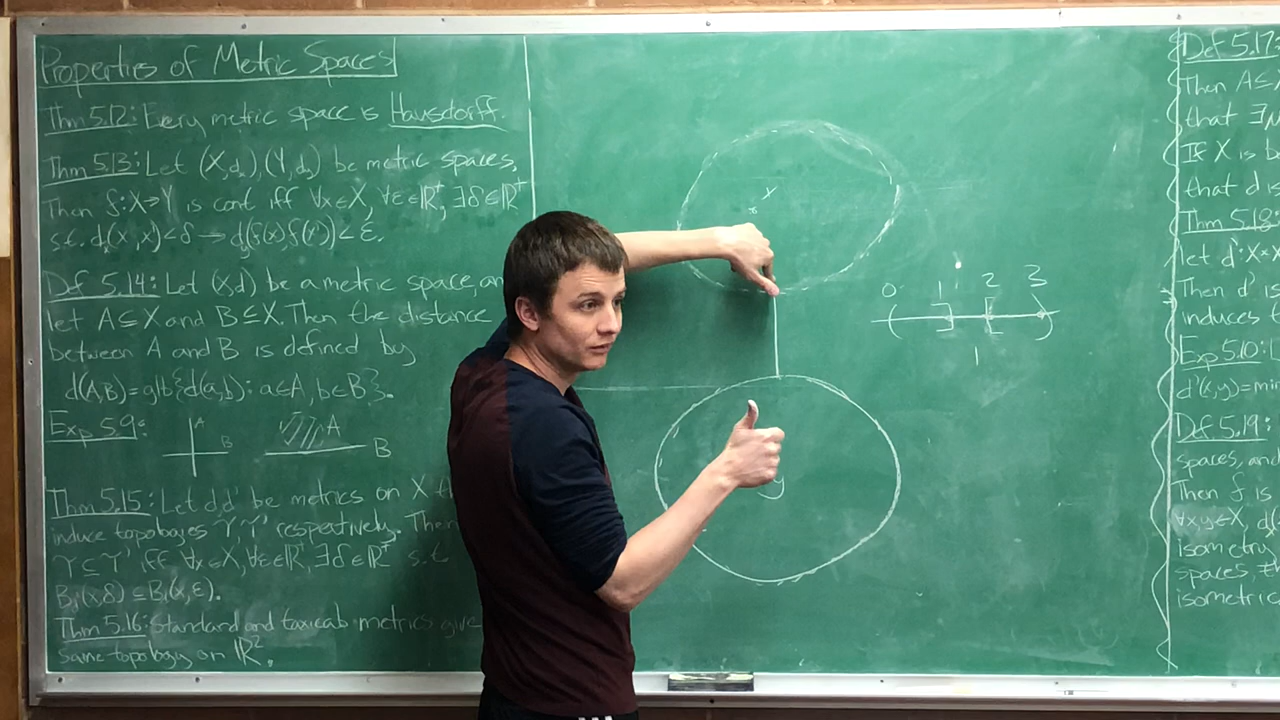 Properties of Metric Spaces
Thm 5.12: Every metric space is Hausdorff.
Thm 5.13: Let (X,d₁),(Y,d₂) be metric spaces,
Then f:X→Y is cont iff ∀x∈X, ∀ε∈ℝ⁺, ∃δ∈ℝ⁺
s.t. d₁(x,x')<δ → d₂(f(x),f(x'))<ε.
Def 5.14: Let (X,d) be a metric space, an
let A⊆X and B⊆X. Then the distance
between A and B is defined by
d(A,B)=glb{d(a,b): a∈A, b∈B}.
Exp 5.9:
A
B
A
B
Thm 5.15: Let d,d' be metrics on X th
induce topologies T,T' respectively. Then
T⊆T' iff ∀x∈X, ∀ε∈ℝ⁺, ∃δ∈ℝ⁺ s.t.
(x,δ)⊆B(x,ε).
Thm 5.16: Standard and taxicab metrics give
same topology on ℝ².
x
y
0 1 2 3
1
Def 5.17:
Then A⊆
that ∃
If X is b
that d is
Thm 5.18:
let d':X×X
Then d' is
induces t
Exp 5.10: L
d'(x,y)=min
Def 5.19:
spaces, and
Then f is
∀x,y∈X, d(
isometry
spaces, th
isometric